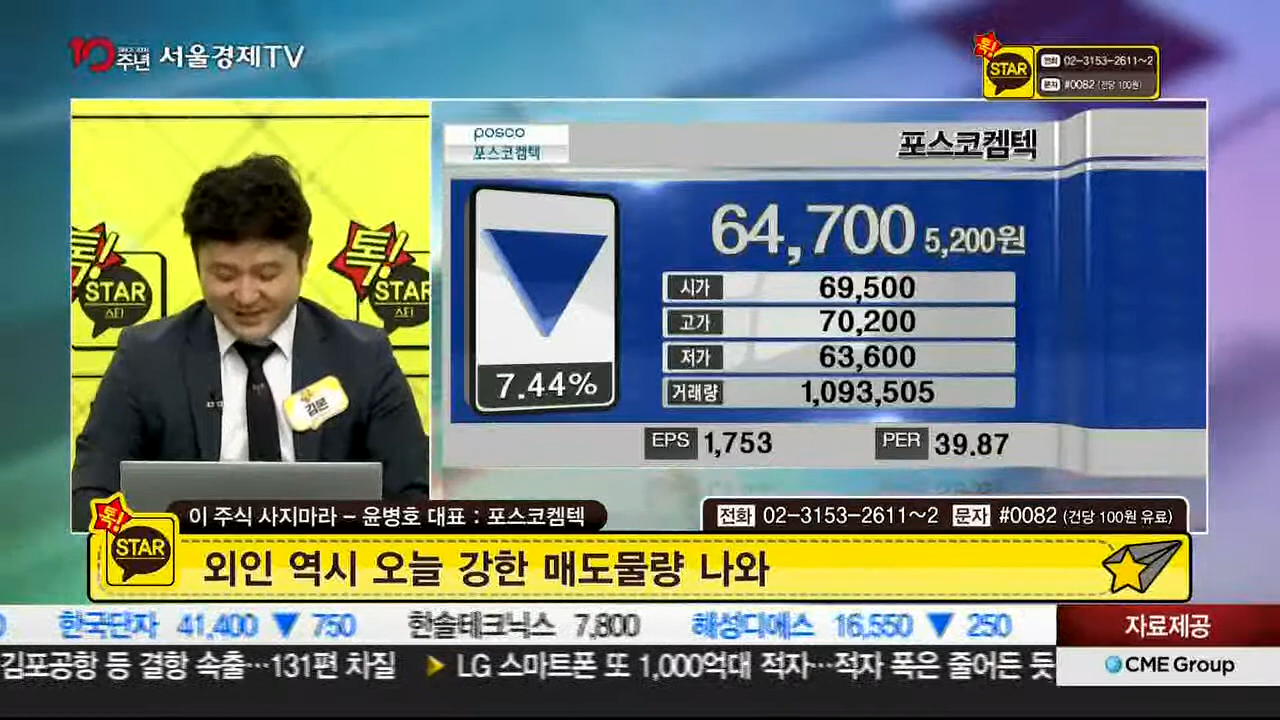 10주년 서울경제TV
톡! STAR
전화 02-3153-2611~2
문자 #0082 (건당 100원)
posco
포스코켐텍
포스코켐텍
64,700 5,200원
7.44%
시가 69,500
고가 70,200
저가 63,600
거래량 1,093,505
EPS 1,753
PER 39.87
톡! STAR 스타
톡! STAR 스타
김론
이 주식 사지마라 – 윤병호 대표 : 포스코켐텍
전화 02-3153-2611~2 문자 #0082 (건당 100원 유료)
톡! STAR
외인 역시 오늘 강한 매도물량 나와
한국단자 41,400 ▼ 750 한솔테크닉스 7,800 해성디에스 16,550 ▼ 250
자료제공
김포공항 등 결항 속출…131편 차질 ▶ LG 스마트폰 또 1,000억대 적자…적자 폭은 줄어든 듯
CME Group